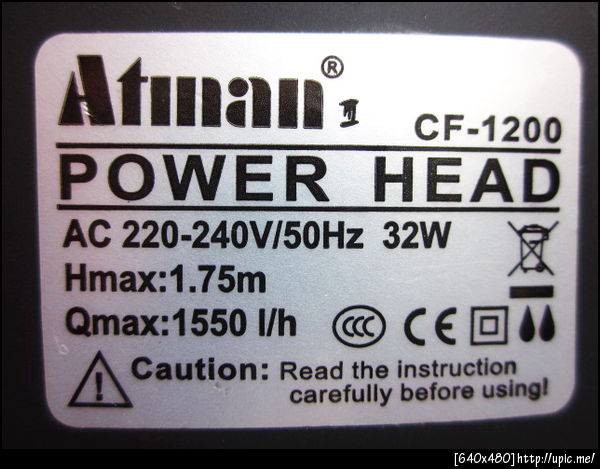 Atman®
CF-1200
POWER HEAD
AC 220-240V/50Hz 32W
Hmax:1.75m
Qmax:1550 l/h
CCC CE
Caution: Read the instruction
carefully before using!
[640x480]http://upic.me/